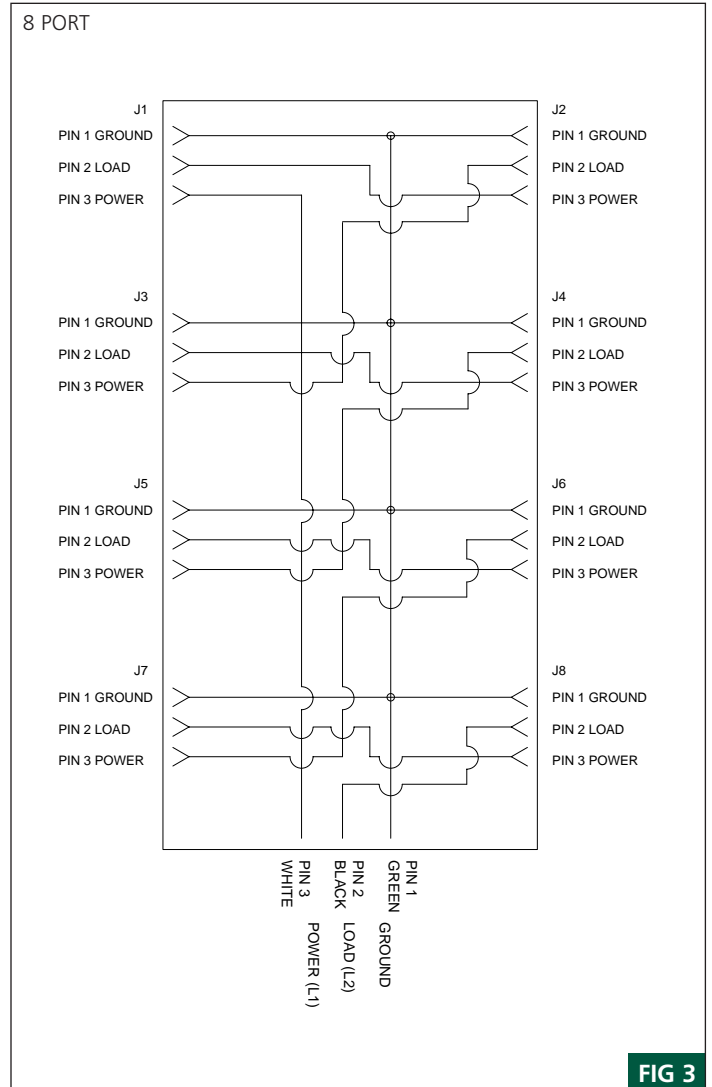 8 PORT
J1
PIN 1 GROUND
PIN 2 LOAD
PIN 3 POWER
J2
PIN 1 GROUND
PIN 2 LOAD
PIN 3 POWER
J3
PIN 1 GROUND
PIN 2 LOAD
PIN 3 POWER
J4
PIN 1 GROUND
PIN 2 LOAD
PIN 3 POWER
J5
PIN 1 GROUND
PIN 2 LOAD
PIN 3 POWER
J6
PIN 1 GROUND
PIN 2 LOAD
PIN 3 POWER
J7
PIN 1 GROUND
PIN 2 LOAD
PIN 3 POWER
J8
PIN 1 GROUND
PIN 2 LOAD
PIN 3 POWER
PIN 3 POWER (L1)
WHITE
PIN 2 LOAD (L2)
BLACK
PIN 1 GROUND
GREEN
FIG 3